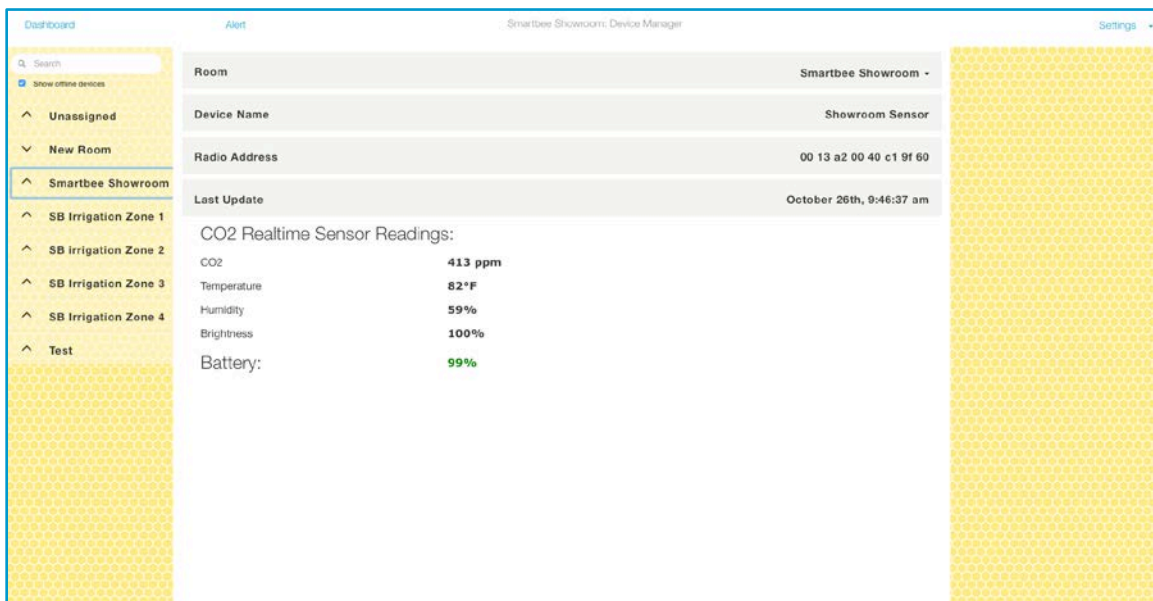 Dashboard Alert Smartbee Showroom: Device Manager Settings
Search
Show offline devices
Unassigned
New Room
Smartbee Showroom
SB Irrigation Zone 1
SB irrigation Zone 2
SB Irrigation Zone 3
SB Irrigation Zone 4
Test
Room Smartbee Showroom
Device Name Showroom Sensor
Radio Address 00 13 a2 00 40 c1 9f 60
Last Update October 26th, 9:46:37 am
CO2 Realtime Sensor Readings:
CO2 413 ppm
Temperature 82°F
Humidity 59%
Brightness 100%
Battery: 99%